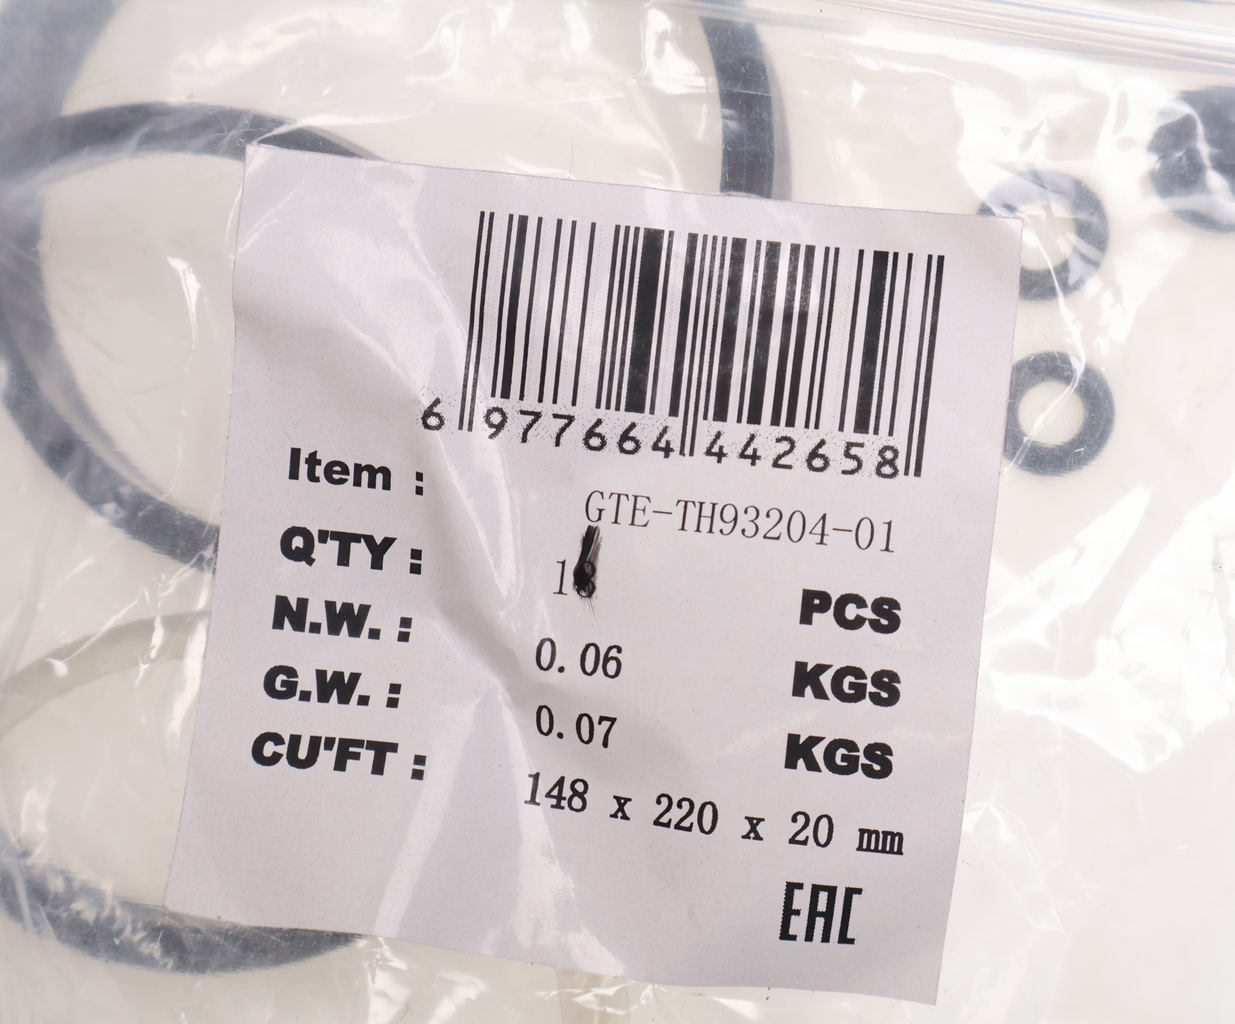 6 977664 442658
Item : GTE-TH93204-01
Q'TY : PCS
N.W. : 0.06 KGS
G.W. : 0.07 KGS
CU'FT : 148 x 220 x 20 mm
EAC